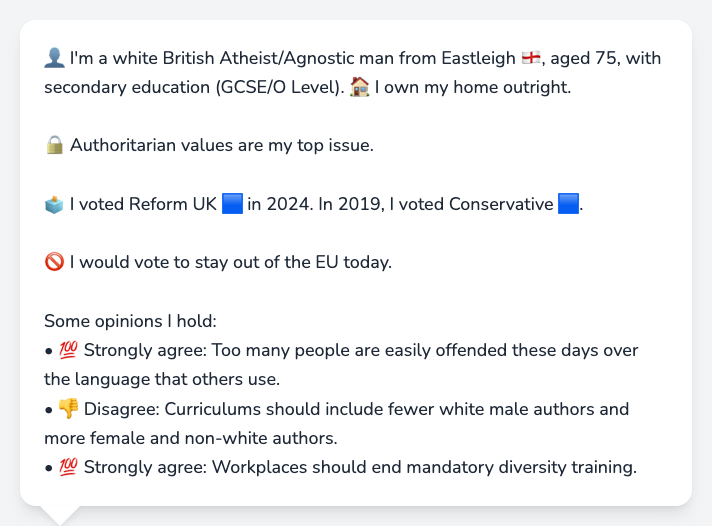 👤 I'm a white British Atheist/Agnostic man from Eastleigh 🏴󠁧󠁢󠁥󠁮󠁧󠁿, aged 75, with
secondary education (GCSE/O Level). 🏠 I own my home outright.
🔒 Authoritarian values are my top issue.
🗳️ I voted Reform UK 🟦 in 2024. In 2019, I voted Conservative 🟦.
🚫 I would vote to stay out of the EU today.
Some opinions I hold:
• 💯 Strongly agree: Too many people are easily offended these days over
the language that others use.
• 👎 Disagree: Curriculums should include fewer white male authors and
more female and non-white authors.
• 💯 Strongly agree: Workplaces should end mandatory diversity training.